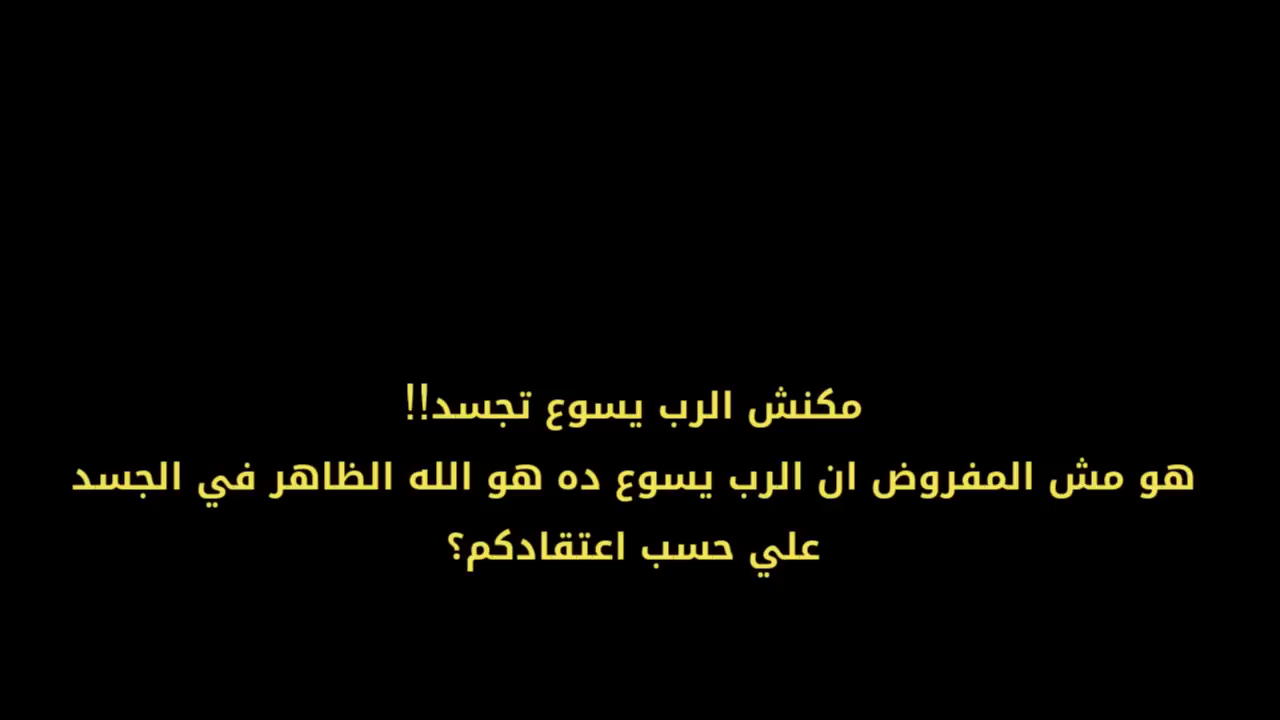 مكنش الرب يسوع تجسد!!
هو مش المفروض ان الرب يسوع ده هو الله الظاهر في الجسد
علي حسب اعتقادكم؟